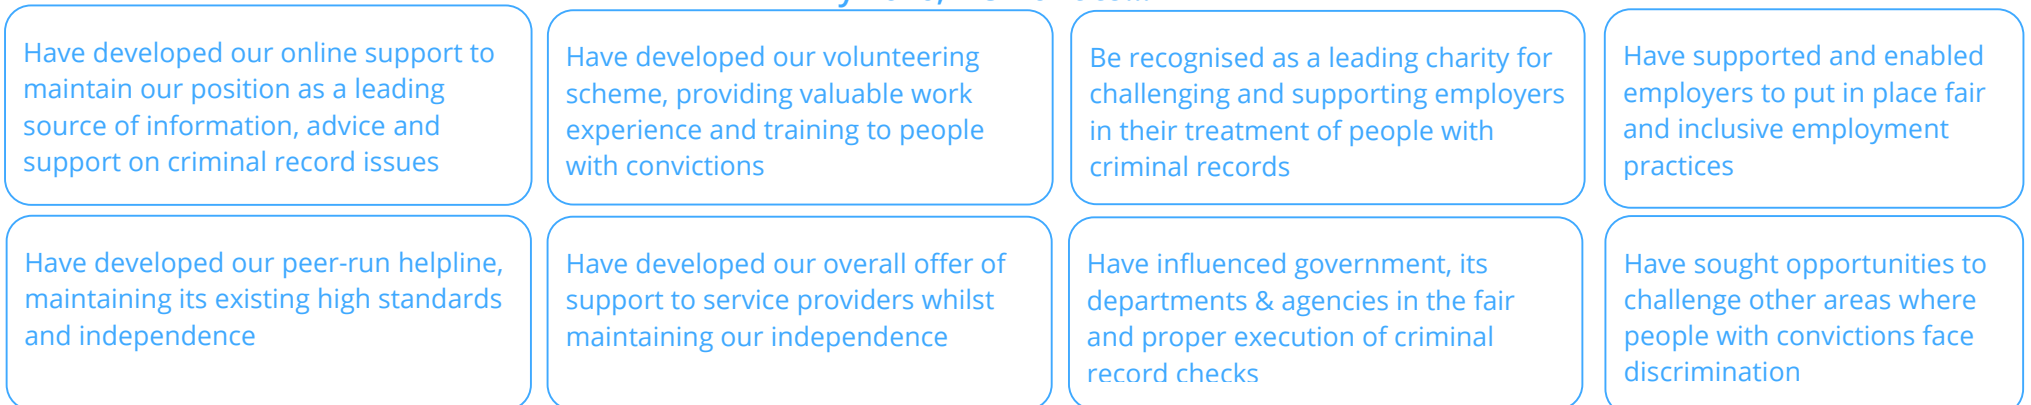 Have developed our online support to
maintain our position as a leading
source of information, advice and
support on criminal record issues
Have developed our volunteering
scheme, providing valuable work
experience and training to people
with convictions
Be recognised as a leading charity for
challenging and supporting employers
in their treatment of people with
criminal records
Have supported and enabled
employers to put in place fair
and inclusive employment
practices
Have developed our peer-run helpline,
maintaining its existing high standards
and independence
Have developed our overall offer of
support to service providers whilst
maintaining our independence
Have influenced government, its
departments & agencies in the fair
and proper execution of criminal
record checks
Have sought opportunities to
challenge other areas where
people with convictions face
discrimination